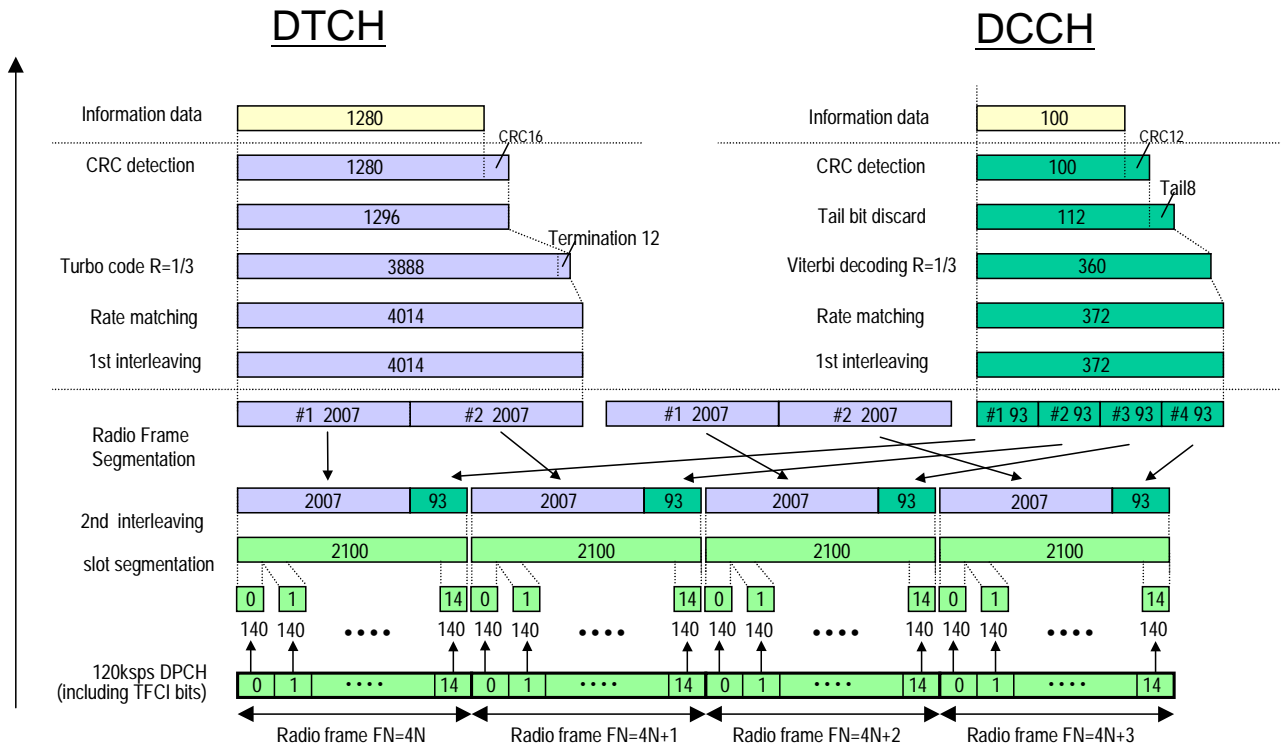 DTCH DCCH
Information data 1280 Information data 100
CRC16 CRC12
CRC detection 1280 CRC detection 100
Tail8
1296 Tail bit discard 112
Termination 12
Turbo code R=1/3 3888 Viterbi decoding R=1/3 360
Rate matching 4014 Rate matching 372
1st interleaving 4014 1st interleaving 372
#1 2007 #2 2007 #1 2007 #2 2007 #1 93 #2 93 #3 93 #4 93
Radio Frame
Segmentation
2007 93 2007 93 2007 93 2007 93
2nd interleaving
2100 2100 2100 2100
slot segmentation
0 1 14 0 1 14 0 1 14 0 1 14
140 140 •••• 140 140 140 •••• 140 140 140 •••• 140 140 140 •••• 140
120ksps DPCH
(including TFCI bits)
0 1 •••• 14 0 1 •••• 14 0 1 •••• 14 0 1 •••• 14
Radio frame FN=4N Radio frame FN=4N+1 Radio frame FN=4N+2 Radio frame FN=4N+3